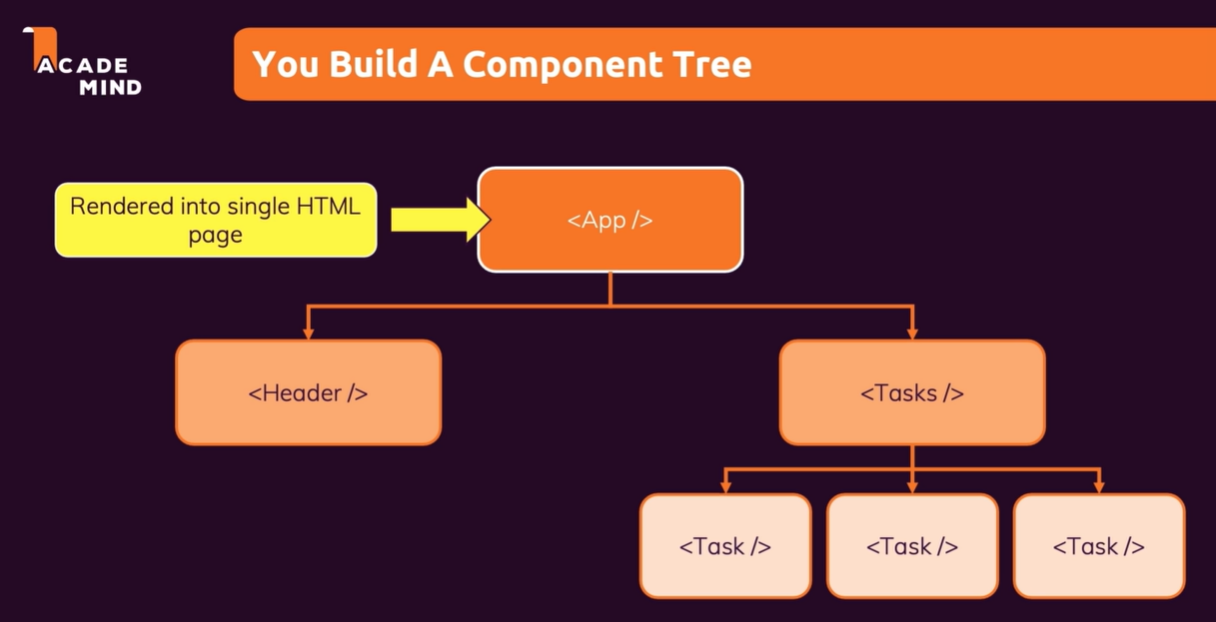 ACADE
MIND
You Build A Component Tree
Rendered into single HTML
page
<App />
<Header />
<Tasks />
<Task />
<Task />
<Task />